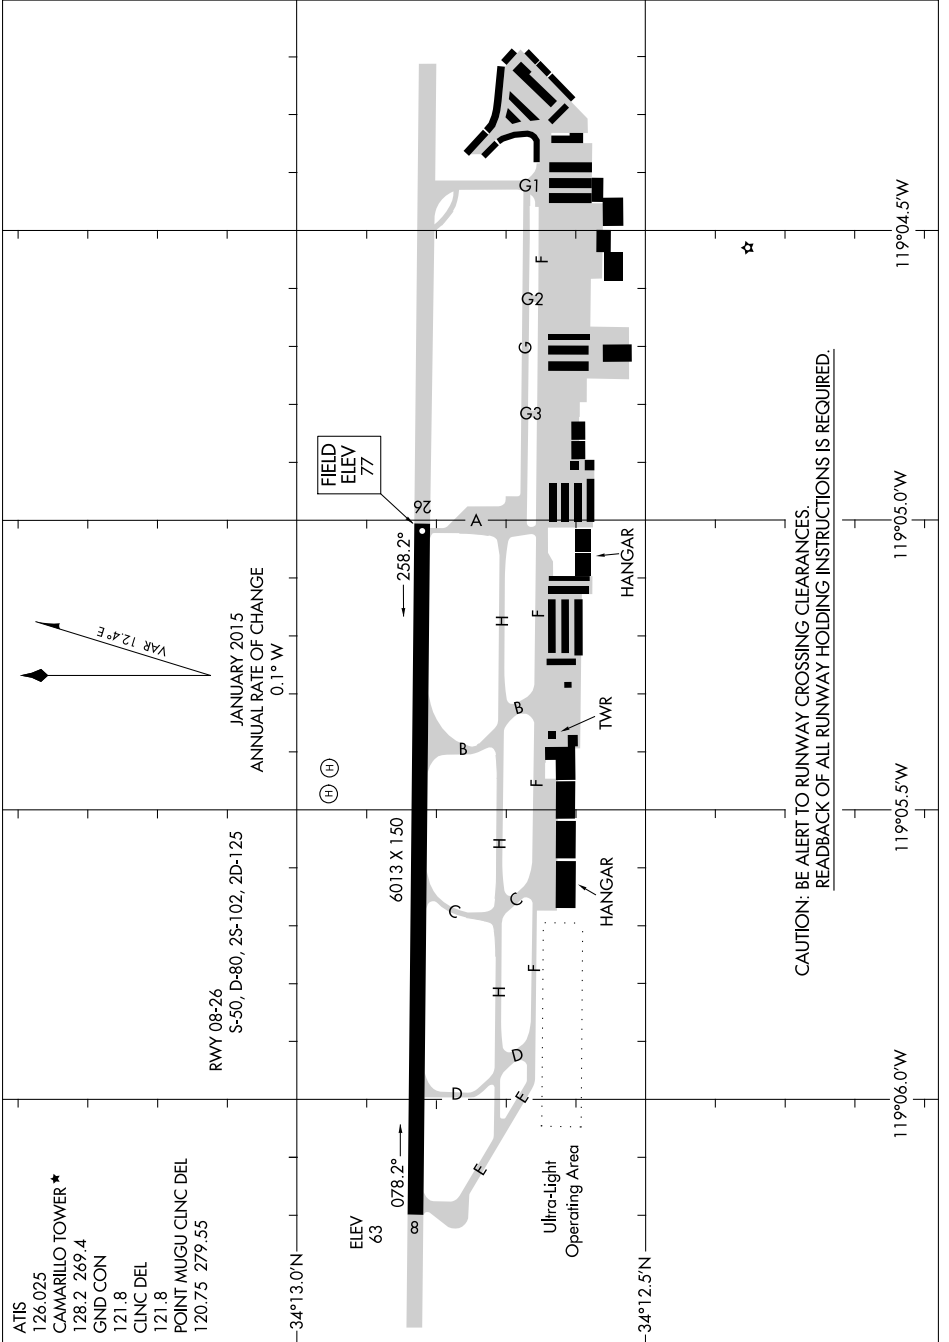 ATIS
126.025
CAMARILLO TOWER ★
128.2 269.4
GND CON
121.8
CLNC DEL
121.8
POINT MUGU CLNC DEL
120.75 279.55
RWY 08-26
S-50, D-80, 2S-102, 2D-125
JANUARY 2015
ANNUAL RATE OF CHANGE
0.1° W
VAR 12.4° E
34°13.0'N
H
H
FIELD
ELEV
77
ELEV
63
8
078.2°
6013 X 150
258.2°
26
E
D
C
B
A
H
H
H
E
D
C
B
G3
G
G2
G1
F
F
F
F
Ultra-Light
Operating Area
HANGAR
TWR
HANGAR
34°12.5'N
CAUTION: BE ALERT TO RUNWAY CROSSING CLEARANCES.
READBACK OF ALL RUNWAY HOLDING INSTRUCTIONS IS REQUIRED.
119°06.0'W
119°05.5'W
119°05.0'W
119°04.5'W